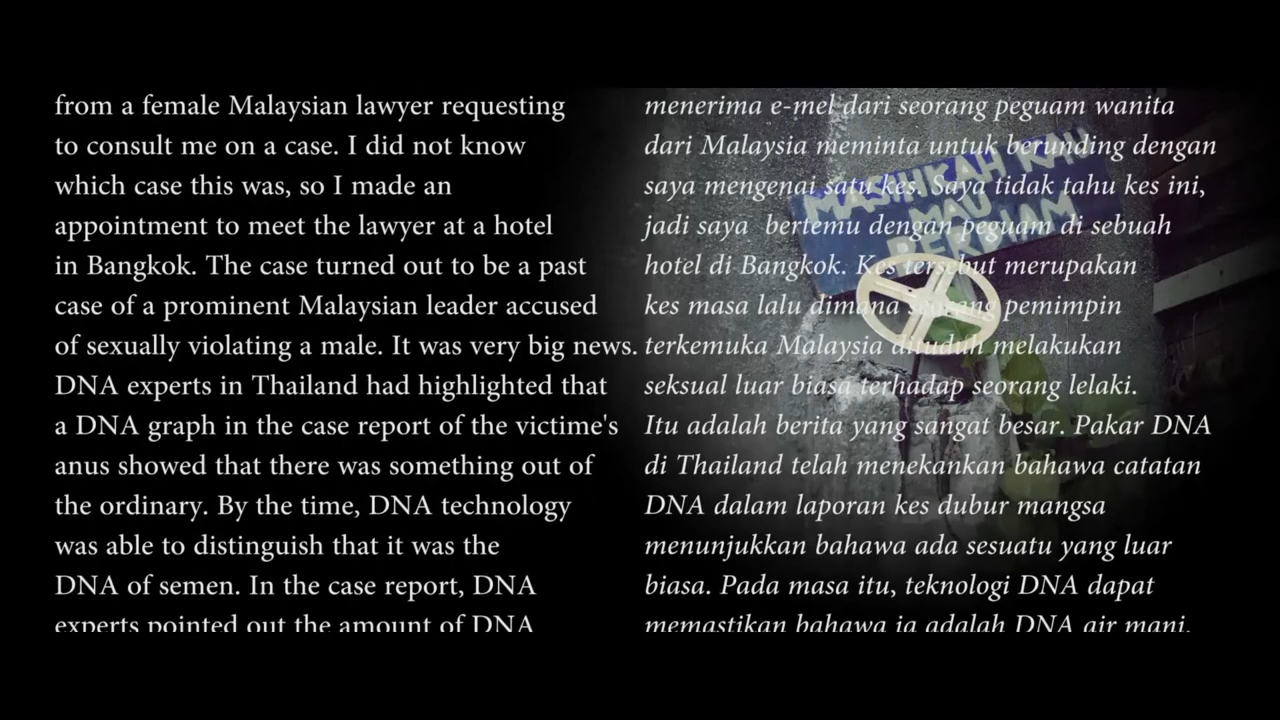 from a female Malaysian lawyer requesting
to consult me on a case. I did not know
which case this was, so I made an
appointment to meet the lawyer at a hotel
in Bangkok. The case turned out to be a past
case of a prominent Malaysian leader accused
of sexually violating a male. It was very big news.
DNA experts in Thailand had highlighted that
a DNA graph in the case report of the victime's
anus showed that there was something out of
the ordinary. By the time, DNA technology
was able to distinguish that it was the
DNA of semen. In the case report, DNA
experts pointed out the amount of DNA
menerima e-mel dari seorang peguam wanita
dari Malaysia meminta untuk berunding dengan
saya mengenai satu kes. Saya tidak tahu kes ini,
jadi saya  bertemu dengan peguam di sebuah
hotel di Bangkok. Kes tersebut merupakan
kes masa lalu dimana seorang pemimpin
terkemuka Malaysia dituduh melakukan
seksual luar biasa terhadap seorang lelaki.
Itu adalah berita yang sangat besar. Pakar DNA
di Thailand telah menekankan bahawa catatan
DNA dalam laporan kes dubur mangsa
menunjukkan bahawa ada sesuatu yang luar
biasa. Pada masa itu, teknologi DNA dapat
memastikan bahawa ia adalah DNA air mani.
MASIHKAH KAU
MAU
BERDIAM